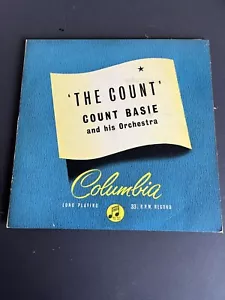 'THE COUNT'
COUNT BASIE
and his Orchestra
Columbia
LONG PLAYING 33⅓ R.P.M. RECORD